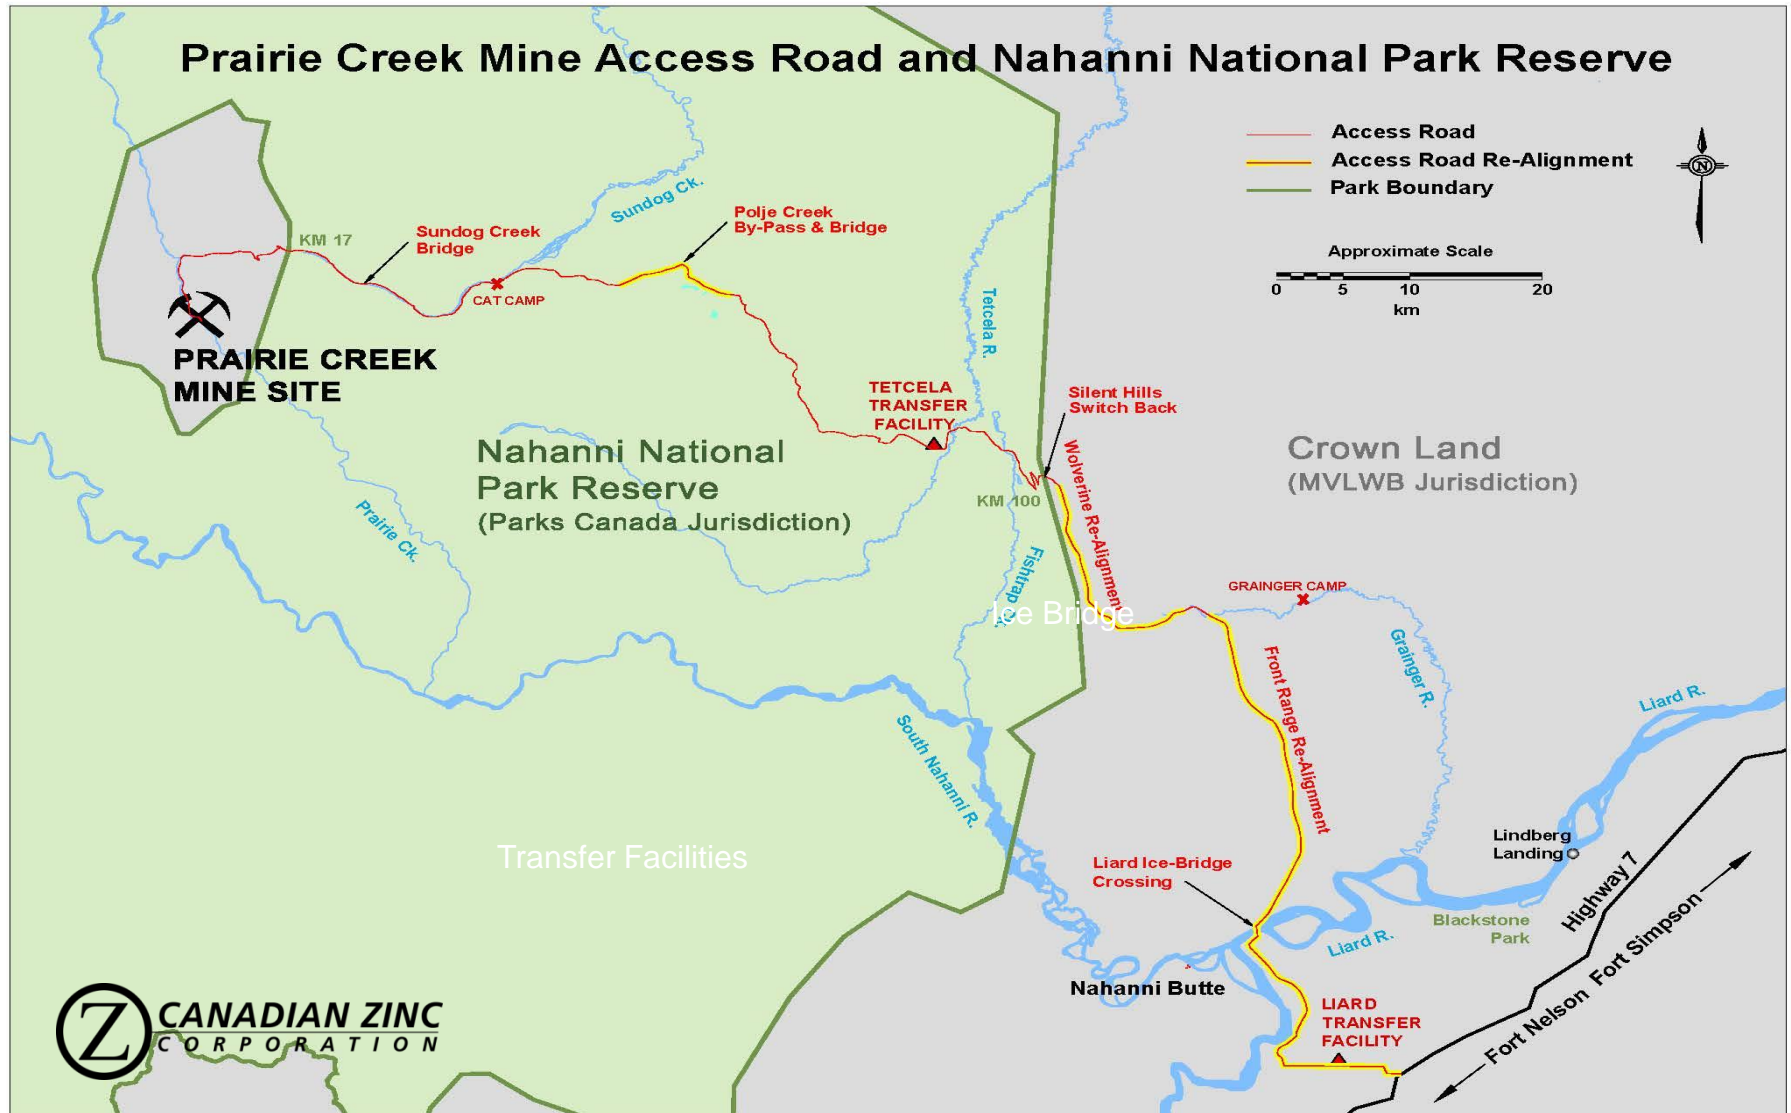 Prairie Creek Mine Access Road and Nahanni National Park Reserve
Access Road
Access Road Re-Alignment
Park Boundary
N
Approximate Scale
0 5 10 20
km
Sundog Ck.
Polje Creek
By-Pass & Bridge
Sundog Creek
Bridge
KM 17
CAT CAMP
Tetcela R.
PRAIRIE CREEK
MINE SITE
TETCELA
TRANSFER
FACILITY
Silent Hills
Switch Back
Nahanni National
Park Reserve
(Parks Canada Jurisdiction)
Crown Land
(MVLWB Jurisdiction)
KM 100
Wolverine Re-Alignment
Prairie Ck.
Fishtrap
Ice Bridge
GRAINGER CAMP
Grainger R.
Front Range Re-Alignment
Liard R.
South Nahanni R.
Transfer Facilities
Liard Ice-Bridge
Crossing
Lindberg
Landing
Highway 7
Blackstone
Park
Liard R.
Fort Nelson Fort Simpson
Nahanni Butte
LIARD
TRANSFER
FACILITY
Z
CANADIAN ZINC
CORPORATION